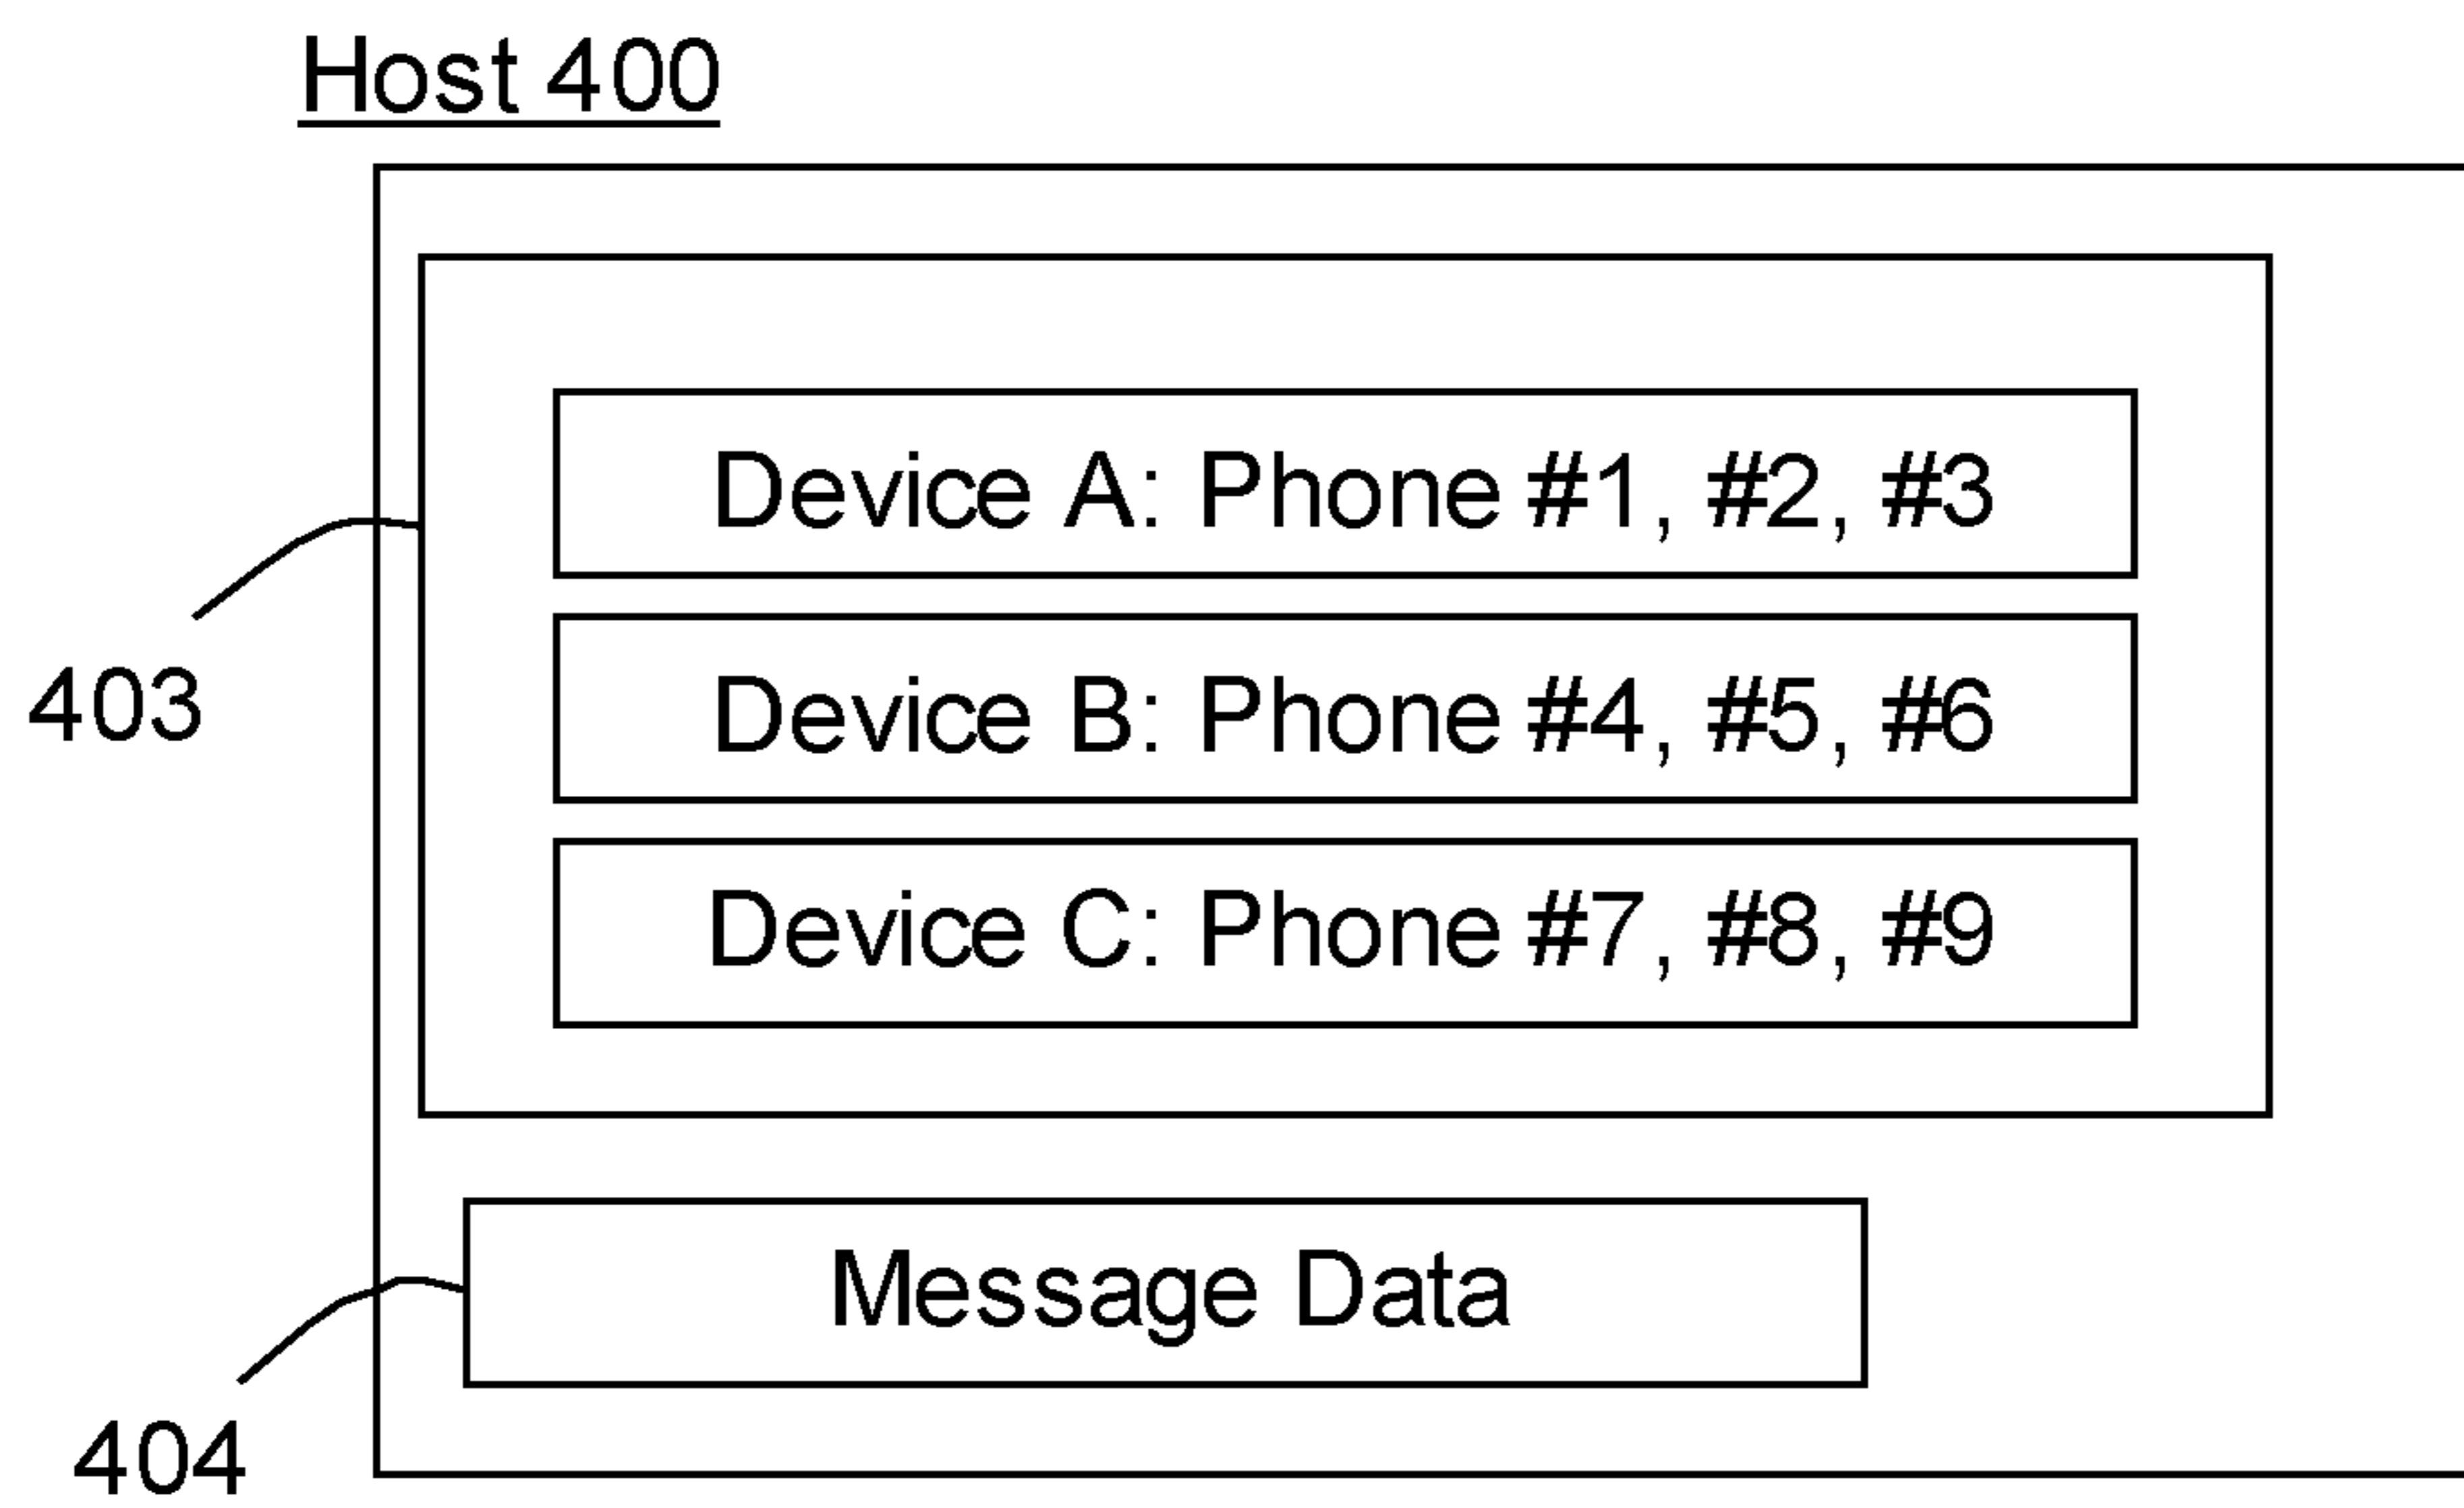 Host 400
Device A: Phone #1, #2, #3
403
Device B: Phone #4, #5, #6
Device C: Phone #7, #8, #9
Message Data
404